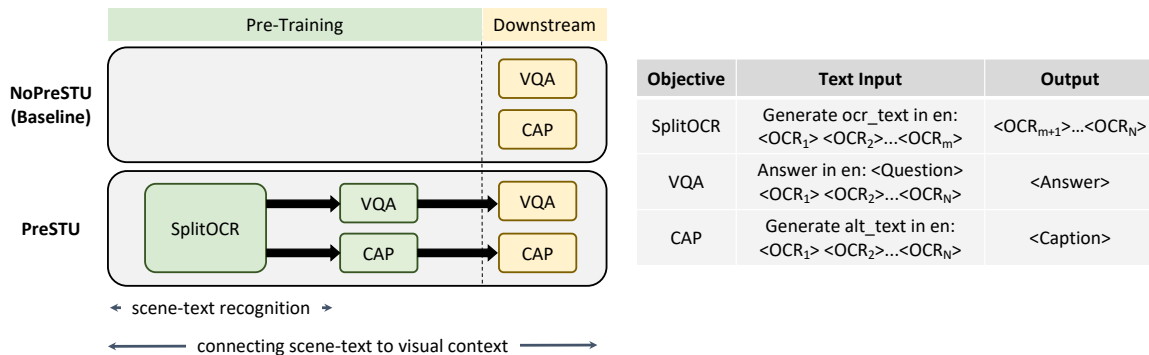 Pre-Training
Downstream
NoPreSTU
(Baseline)
VQA
CAP
PreSTU
SplitOCR
VQA
CAP
VQA
CAP
scene-text recognition
connecting scene-text to visual context
Objective Text Input Output
SplitOCR
Generate ocr_text in en:
<OCR1> <OCR2>...<OCRm>
<OCRm+1>...<OCRN>
VQA
Answer in en: <Question>
<OCR1> <OCR2>...<OCRN>
<Answer>
CAP
Generate alt_text in en:
<OCR1> <OCR2>...<OCRN>
<Caption>